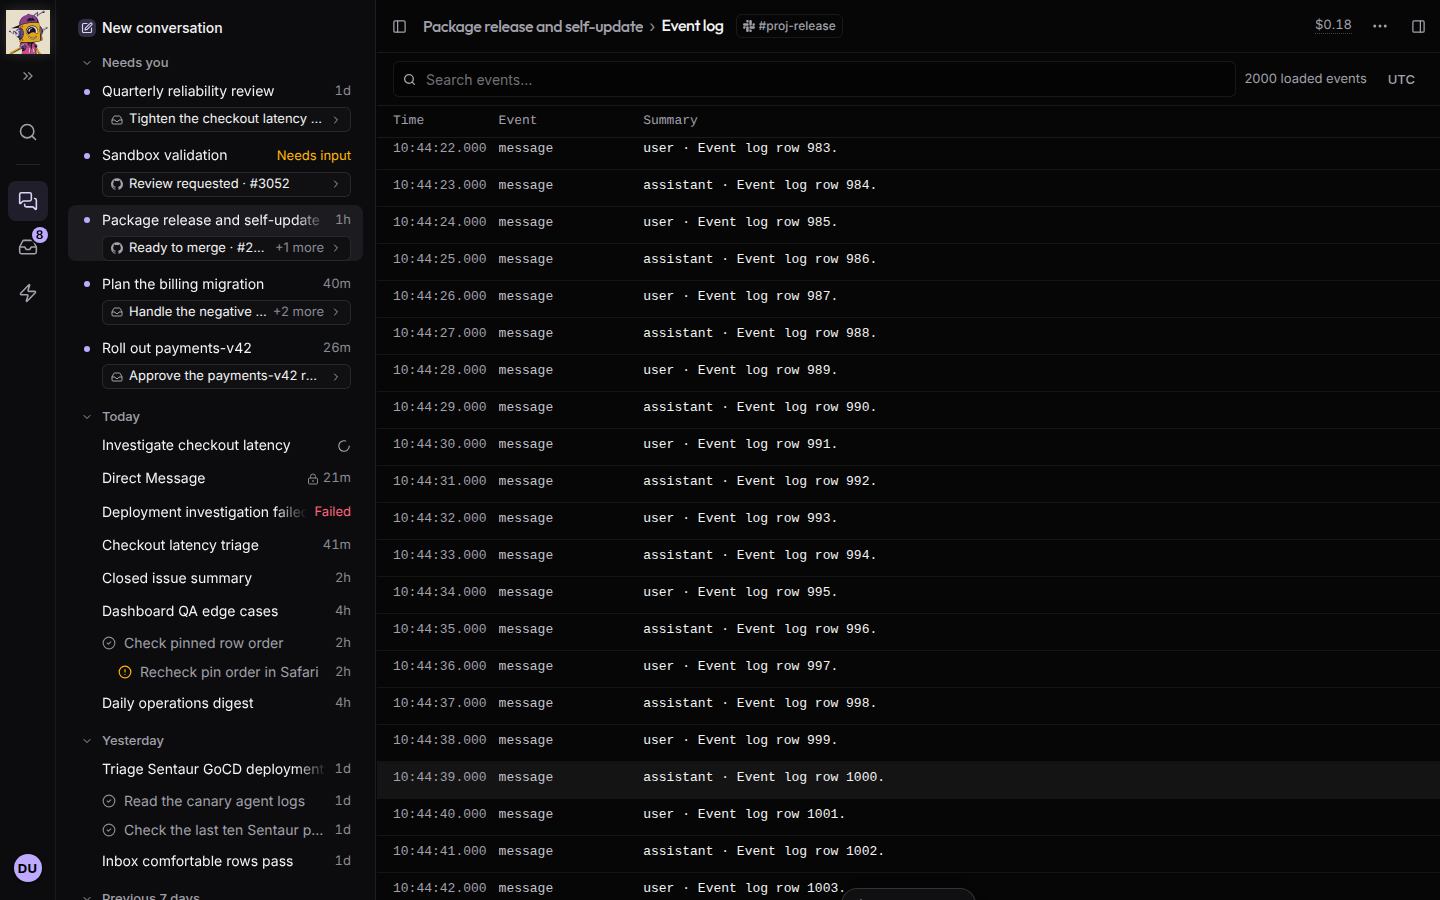 New conversation
Needs you
Quarterly reliability review 1d
Tighten the checkout latency ...
Sandbox validation Needs input
Review requested · #3052
Package release and self-update 1h
Ready to merge · #2... +1 more
8
Plan the billing migration 40m
Handle the negative ... +2 more
Roll out payments-v42 26m
Approve the payments-v42 r...
Today
Investigate checkout latency
Direct Message 21m
Deployment investigation failed Failed
Checkout latency triage 41m
Closed issue summary 2h
Dashboard QA edge cases 4h
Check pinned row order 2h
Recheck pin order in Safari 2h
Daily operations digest 4h
Yesterday
Triage Sentaur GoCD deployment 1d
Read the canary agent logs 1d
Check the last ten Sentaur p... 1d
Inbox comfortable rows pass 1d
Previous 7 days
DU
Package release and self-update › Event log #proj-release $0.18
Search events... 2000 loaded events UTC
Time Event Summary
10:44:22.000 message user · Event log row 983.
10:44:23.000 message assistant · Event log row 984.
10:44:24.000 message user · Event log row 985.
10:44:25.000 message assistant · Event log row 986.
10:44:26.000 message user · Event log row 987.
10:44:27.000 message assistant · Event log row 988.
10:44:28.000 message user · Event log row 989.
10:44:29.000 message assistant · Event log row 990.
10:44:30.000 message user · Event log row 991.
10:44:31.000 message assistant · Event log row 992.
10:44:32.000 message user · Event log row 993.
10:44:33.000 message assistant · Event log row 994.
10:44:34.000 message user · Event log row 995.
10:44:35.000 message assistant · Event log row 996.
10:44:36.000 message user · Event log row 997.
10:44:37.000 message assistant · Event log row 998.
10:44:38.000 message user · Event log row 999.
10:44:39.000 message assistant · Event log row 1000.
10:44:40.000 message user · Event log row 1001.
10:44:41.000 message assistant · Event log row 1002.
10:44:42.000 message user · Event log row 1003.